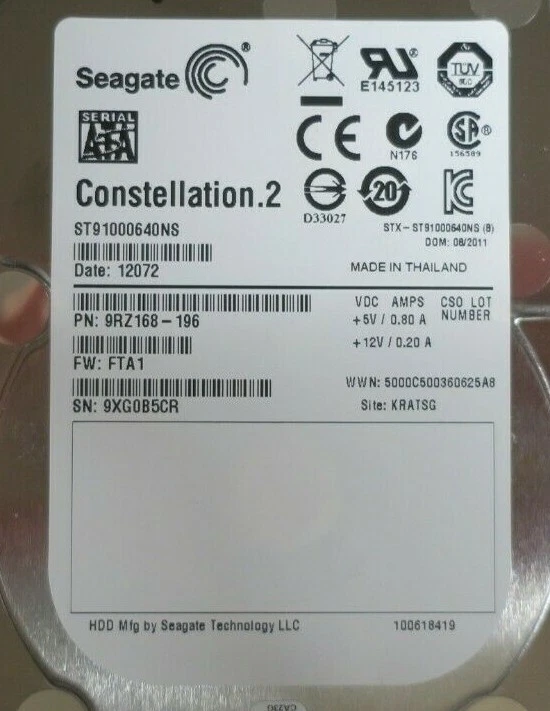 Seagate®
E145123
TÜV
SERIAL
ATA
CE
N176
SP®
156589
Constellation.2
20
D33027
ST91000640NS
STX-ST91000640NS (B)
DOM: 08/2011
Date: 12072
MADE IN THAILAND
VDC AMPS CSO LOT
NUMBER
+5V / 0.80 A
PN: 9RZ168-196
+12V / 0.20 A
FW: FTA1
WWN: 5000C500360625A8
SN: 9XG0B5CR
Site: KRATSG
HDD Mfg by Seagate Technology LLC
100618419